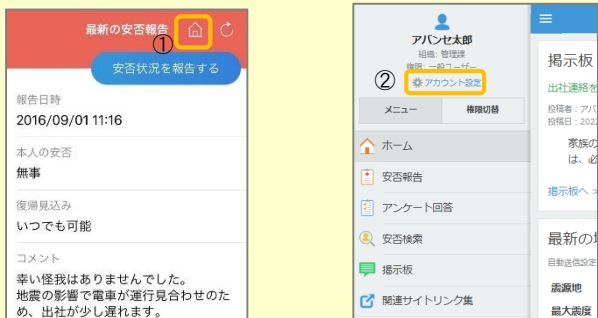 最新の安否報告
①
安否状況を報告する
報告日時
2016/09/01 11:16
本人の安否
無事
復帰見込み
いつでも可能
コメント
幸い怪我はありませんでした。
地震の影響で電車が運行見合わせのた
め、出社が少し遅れます。
アバンセ太郎
組織: 管理課
権限: 一般ユーザー
②
アカウント設定
メニュー
権限切替
ホーム
安否報告
アンケート回答
安否検索
掲示板
関連サイトリンク集
掲示板
出社連絡を
投稿者：アバ
投稿日：2022
家族の
は、必
掲示板へ >
最新の地
自動送信設定
震源地
最大震度